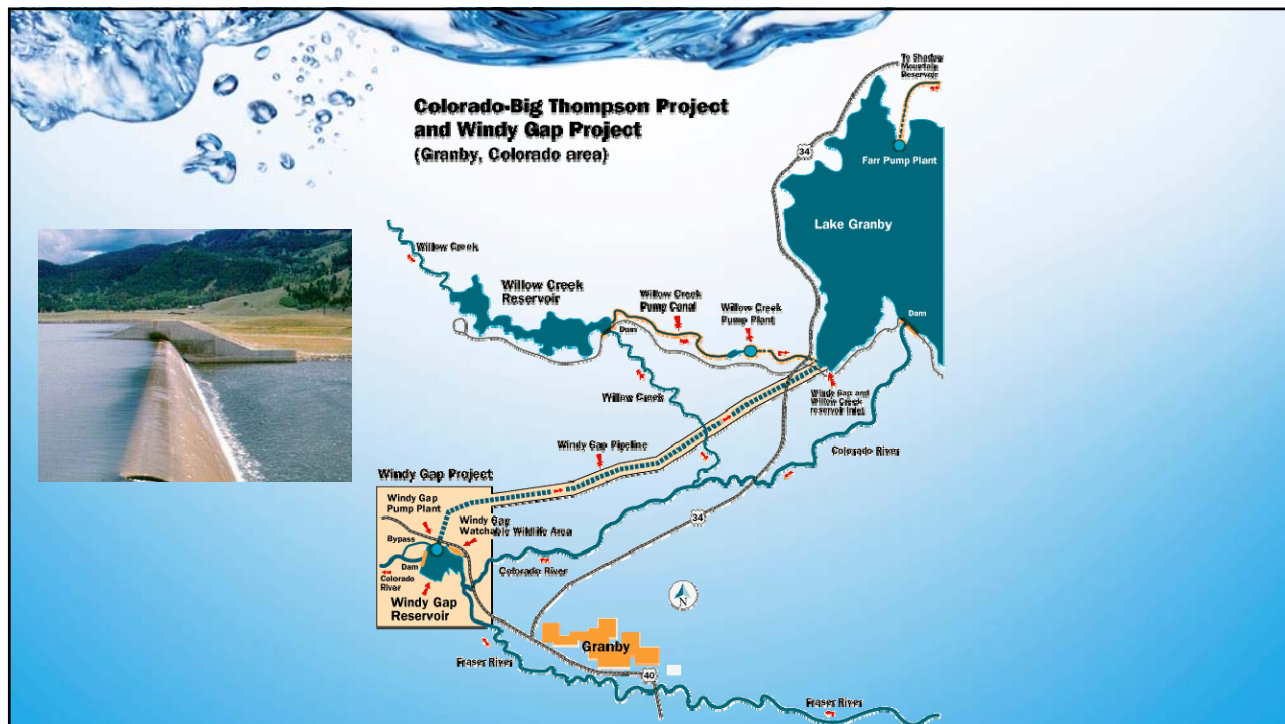 To Shadow
Mountain
Reservoir
Colorado-Big Thompson Project
and Windy Gap Project
(Granby, Colorado area)
34
Farr Pump Plant
Lake Granby
Willow Creek
Willow Creek
Reservoir
Willow Creek
Pump Canal
Willow Creek
Pump Plant
Dam
Dam
Windy Gap and
Willow Creek
reservoir inlet
Willow Creek
Windy Gap Pipeline
Colorado River
Windy Gap Project
Windy Gap
Pump Plant
Windy Gap
Watchable Wildlife Area
34
Bypass
Dam
Colorado
River
Colorado River
Windy Gap
Reservoir
N
Granby
Fraser River
40
Fraser River